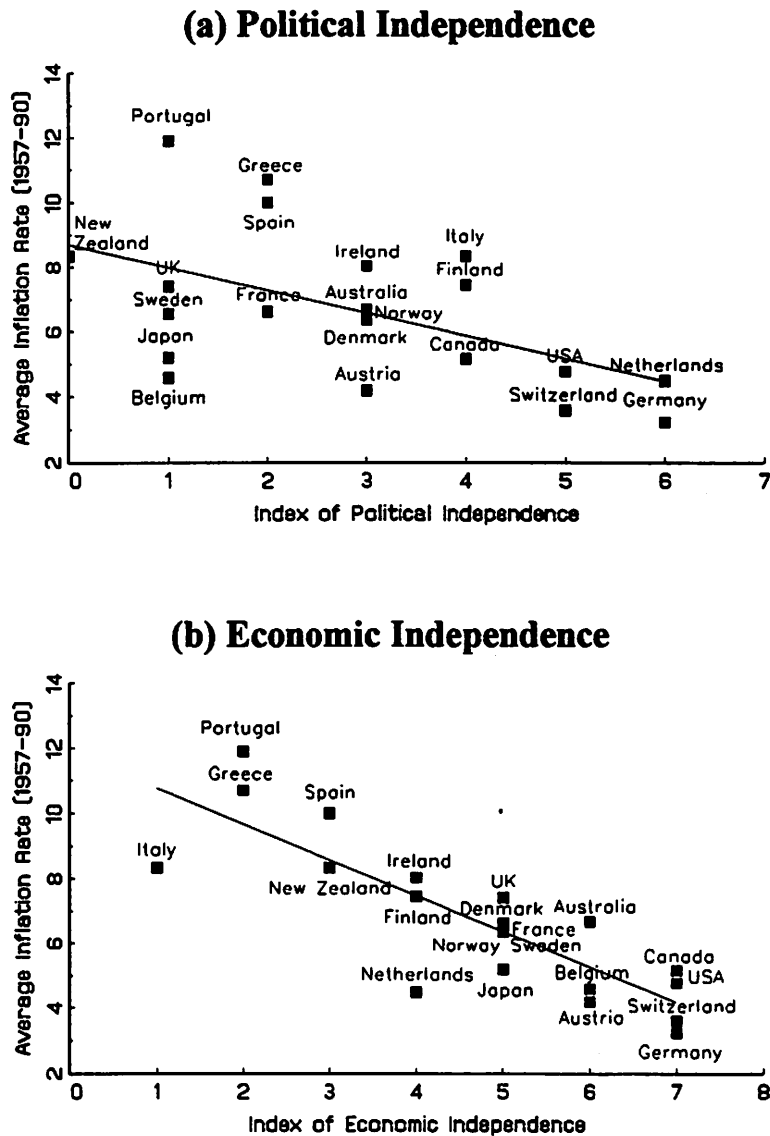 (a) Political Independence
Average Inflation Rate (1957-90)
14
12
10
8
6
4
2
Portugal
Greece
Spain
New
Zealand
UK
Sweden
Japan
Belgium
France
Ireland
Australia
Norway
Denmark
Austria
Italy
Finland
Canada
USA
Switzerland
Netherlands
Germany
0 1 2 3 4 5 6 7
Index of Political Independence
(b) Economic Independence
Average Inflation Rate (1957-90)
14
12
10
8
6
4
2
Portugal
Greece
Spain
Italy
New Zealand
Ireland
Finland
Netherlands
UK
Denmark
France
Norway Sweden
Japan
Australia
Belgium
Austria
Canada
USA
Switzerland
Germany
0 1 2 3 4 5 6 7 8
Index of Economic Independence